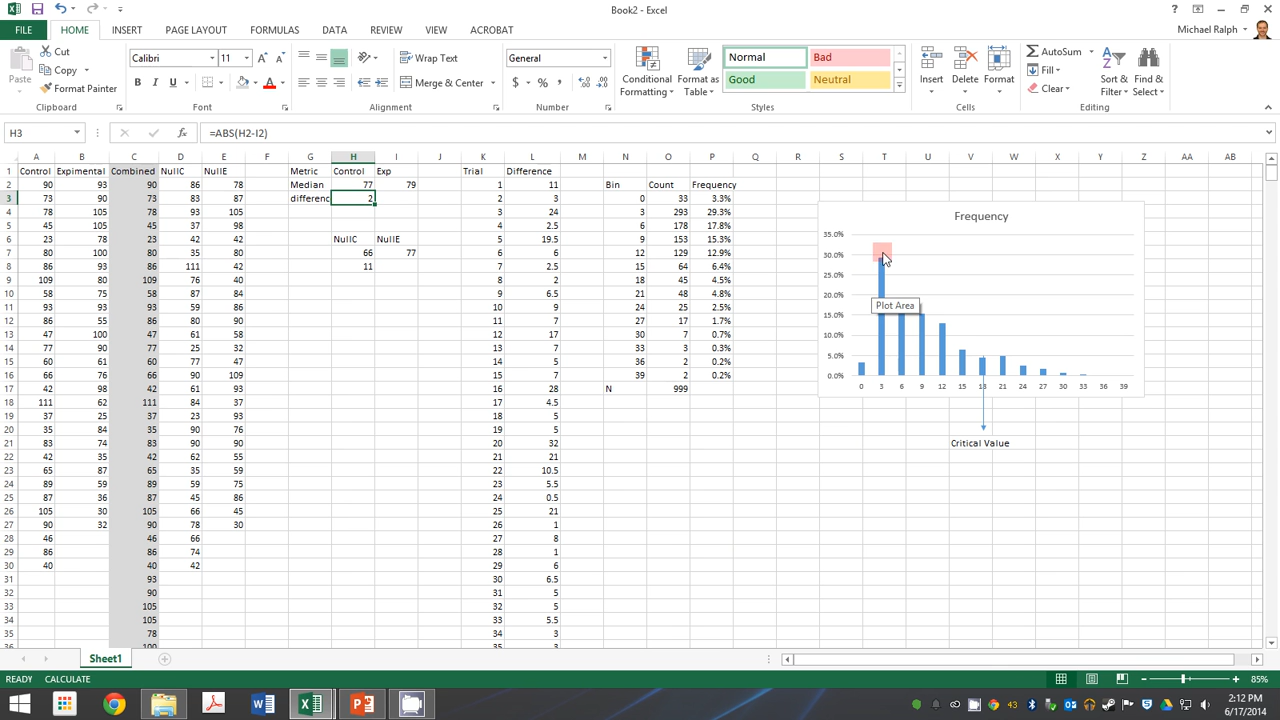 Book2 - Excel
FILE HOME INSERT PAGE LAYOUT FORMULAS DATA REVIEW VIEW ACROBAT Michael Ralph
Paste Cut Copy Format Painter Clipboard
Calibri 11 B I U Font
Wrap Text Merge & Center Alignment
General $ % , Number
Conditional Formatting Format as Table Normal Bad Good Neutral Styles
Insert Delete Format Cells
AutoSum Fill Clear Sort & Filter Find & Select Editing
H3 fx =ABS(H2-I2)
A B C D E F G H I J K L M N O P Q R S T U V W X Y Z AA AB
1 Control Expimental Combined NullC NullE Metric Control Exp Trial Difference
2 90 93 90 86 78 Median 77 79 1 11 Bin Count Frequency
3 73 90 73 83 87 differenc 2 2 3 0 33 3.3%
4 78 105 78 93 105 3 24 3 293 29.3%
5 45 105 45 37 98 4 2.5 6 178 17.8%
6 23 78 23 42 42 NullC NullE 5 19.5 9 153 15.3%
7 80 100 80 35 80 66 77 6 6 12 129 12.9%
8 86 93 86 111 42 11 7 2.5 15 64 6.4%
9 109 80 109 76 40 8 2 18 45 4.5%
10 58 75 58 87 84 9 6.5 21 48 4.8%
11 93 93 93 59 86 10 9 24 25 2.5%
12 86 55 86 80 90 11 7 27 17 1.7%
13 47 100 47 61 58 12 17 30 7 0.7%
14 77 90 77 25 32 13 7 33 3 0.3%
15 60 61 60 77 47 14 5 36 2 0.2%
16 66 76 66 90 109 15 7 39 2 0.2%
17 42 98 42 61 93 16 28 N 999
18 111 62 111 84 37 17 4.5
19 37 25 37 23 93 18 5
20 35 84 35 90 76 19 5
21 83 74 83 90 90 20 32
22 42 35 42 62 55 21 21
23 65 87 65 35 59 22 10.5
24 89 59 89 59 75 23 5.5
25 87 36 87 45 86 24 0.5
26 105 30 105 66 45 25 21
27 90 32 90 78 30 26 1
28 46 46 66 27 8
29 86 86 74 28 1
30 40 40 42 29 6
31 93 30 6.5
32 90 31 5
33 105 32 5
34 105 33 5.5
35 78 34 3
100 35 3
Frequency
35.0%
30.0%
25.0%
20.0%
15.0%
10.0%
5.0%
0.0%
0 3 6 9 12 15 18 21 24 27 30 33 36 39
Plot Area
Critical Value
Sheet1
READY CALCULATE 85%
43
2:12 PM
6/17/2014